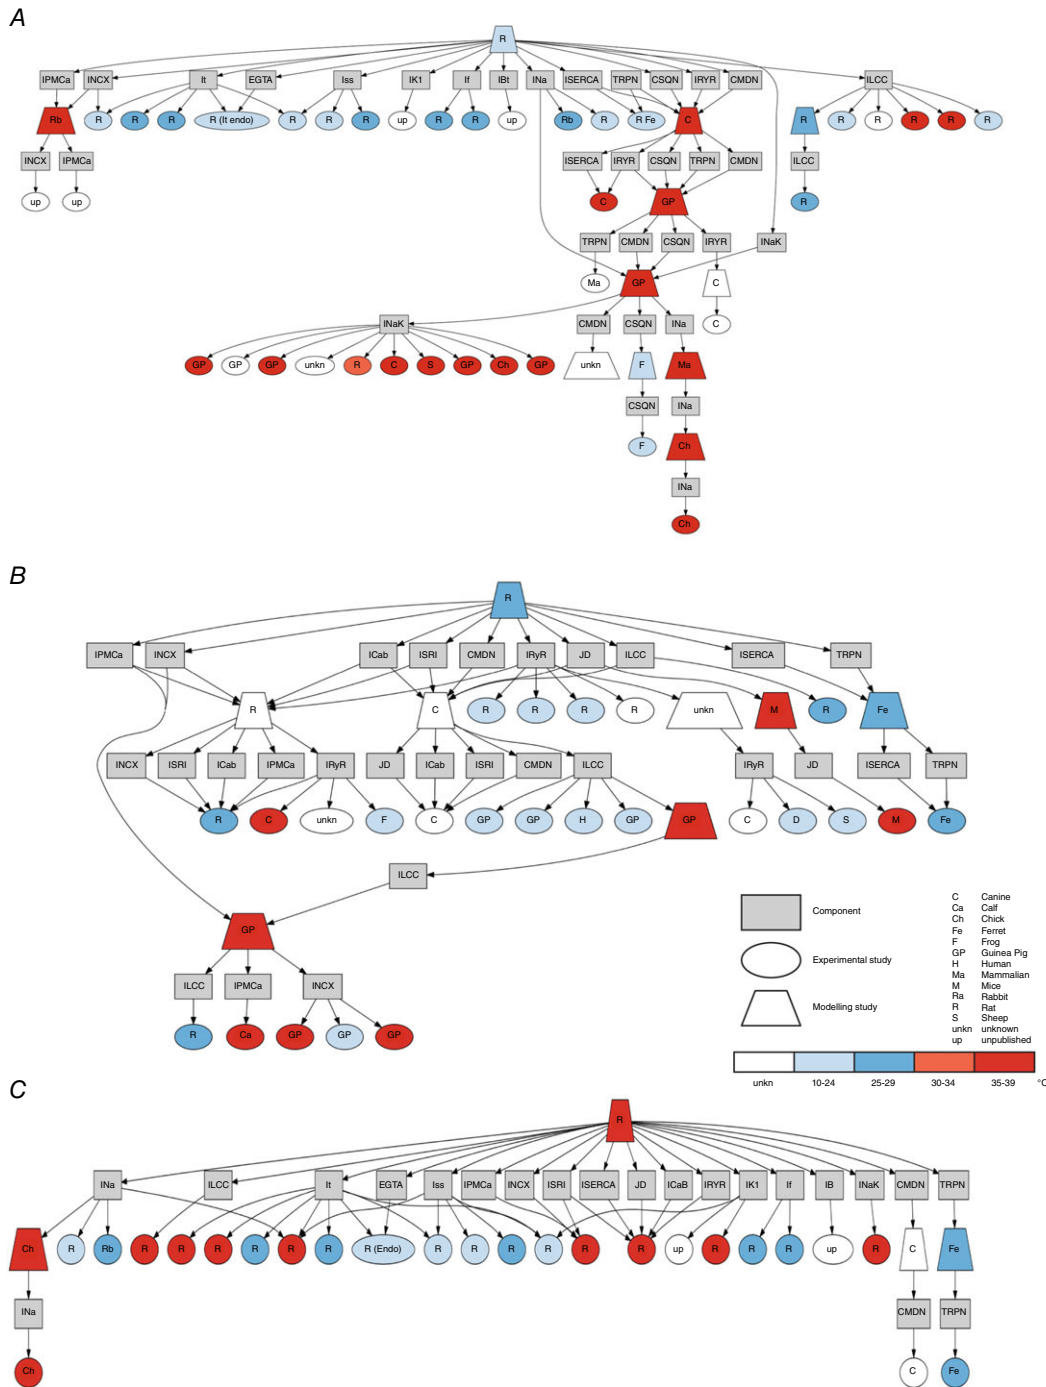 A
R
IPMCa INCX It EGTA Iss IK1 If IBt INa ISERCA TRPN CSQN IRYR CMDN ILCC
Rb R R R R (It endo) R R R up R R up Rb R R Fe C R R R R R R
INCX IPMCa ISERCA IRYR CSQN TRPN CMDN ILCC
up up C GP R
TRPN CMDN CSQN IRYR INaK
Ma GP C
INaK CMDN CSQN INa C
GP GP GP unkn R C S GP Ch GP unkn F Ma
CSQN INa
F Ch
INa
Ch
B
R
IPMCa INCX ICab ISRI CMDN IRyR JD ILCC ISERCA TRPN
R C R R R R unkn M R Fe
INCX ISRI ICab IPMCa IRyR JD ICab ISRI CMDN ILCC IRyR JD ISERCA TRPN
R C unkn F C GP GP H GP GP C D S M Fe
ILCC
GP
ILCC IPMCa INCX
R Ca GP GP GP
Component
Experimental study
Modelling study
C Canine
Ca Calf
Ch Chick
Fe Ferret
F Frog
GP Guinea Pig
H Human
Ma Mammalian
M Mice
Ra Rabbit
R Rat
S Sheep
unkn unknown
up unpublished
unkn 10-24 25-29 30-34 35-39 °C
C
R
INa ILCC It EGTA Iss IPMCa INCX ISRI ISERCA JD ICaB IRYR IK1 If IB INaK CMDN TRPN
Ch R Rb R R R R R R R (Endo) R R R R R R up R R R up R C Fe
INa CMDN TRPN
Ch C Fe